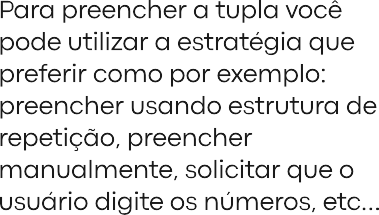 Para preencher a tupla você
pode utilizar a estratégia que
preferir como por exemplo:
preencher usando estrutura de
repetição, preencher
manualmente, solicitar que o
usuário digite os números, etc...